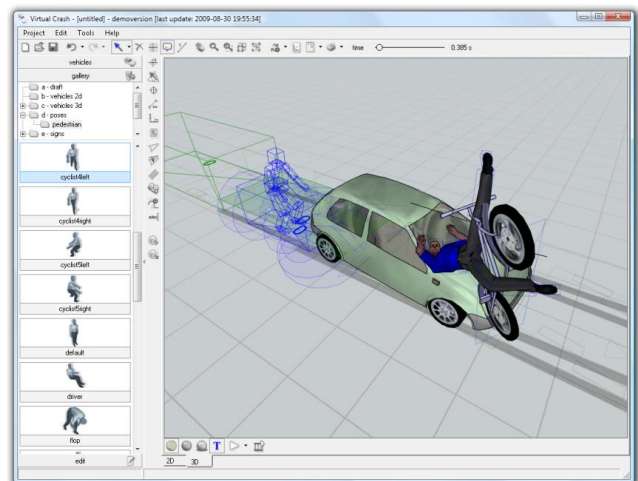 Virtual Crash - [untitled] - demoversion [last update: 2009-08-30 19:55:34]
Project Edit Tools Help
time 0.385 s
vehicles
gallery
a - draft
b - vehicles 2d
c - vehicles 3d
d - poses
pedestrian
e - signs
cyclist4left
cyclist4right
cyclist5left
cyclist5right
default
driver
flop
edit
T
2D 3D